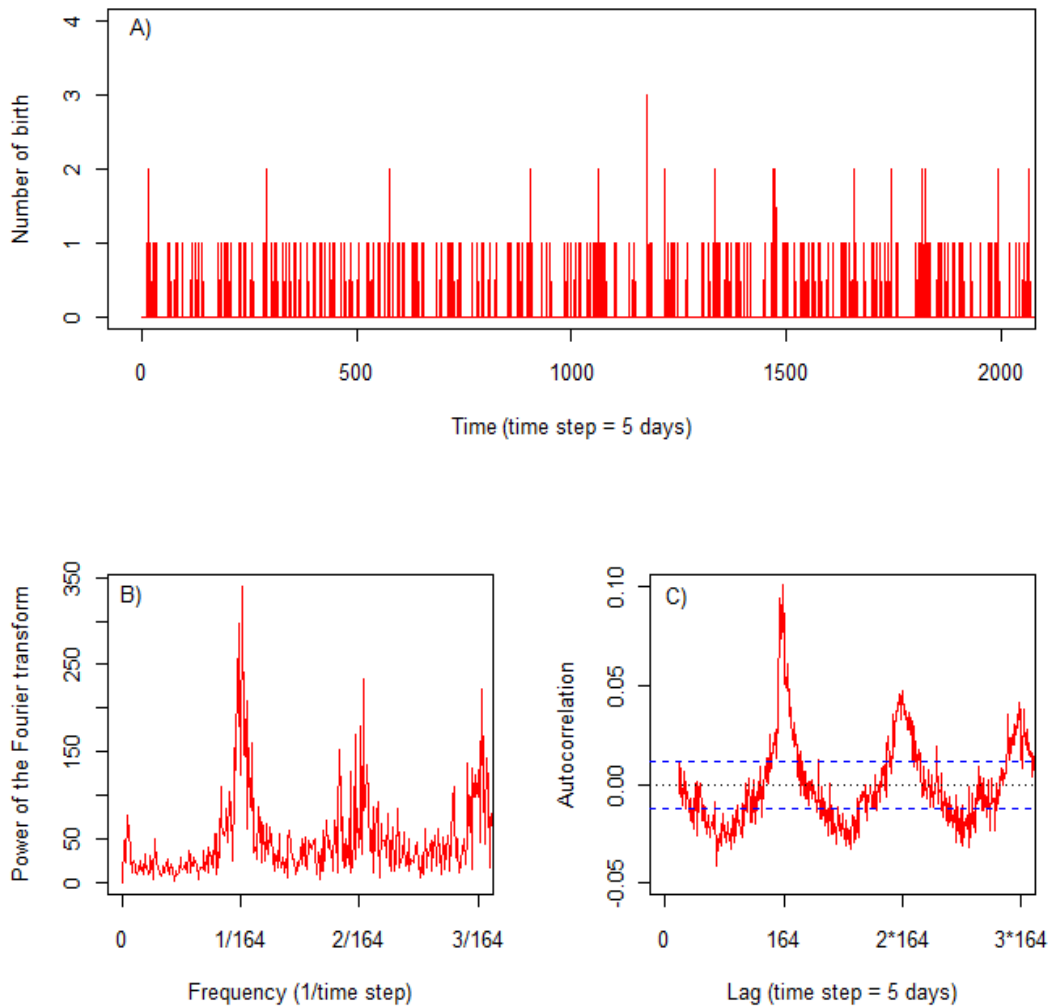 A)
Number of birth
4
3
2
1
0
0 500 1000 1500 2000
Time (time step = 5 days)
B)
Power of the Fourier transform
350
250
150
50
0
0 1/164 2/164 3/164
Frequency (1/time step)
C)
Autocorrelation
0.10
0.05
0.00
-0.05
0 164 2*164 3*164
Lag (time step = 5 days)